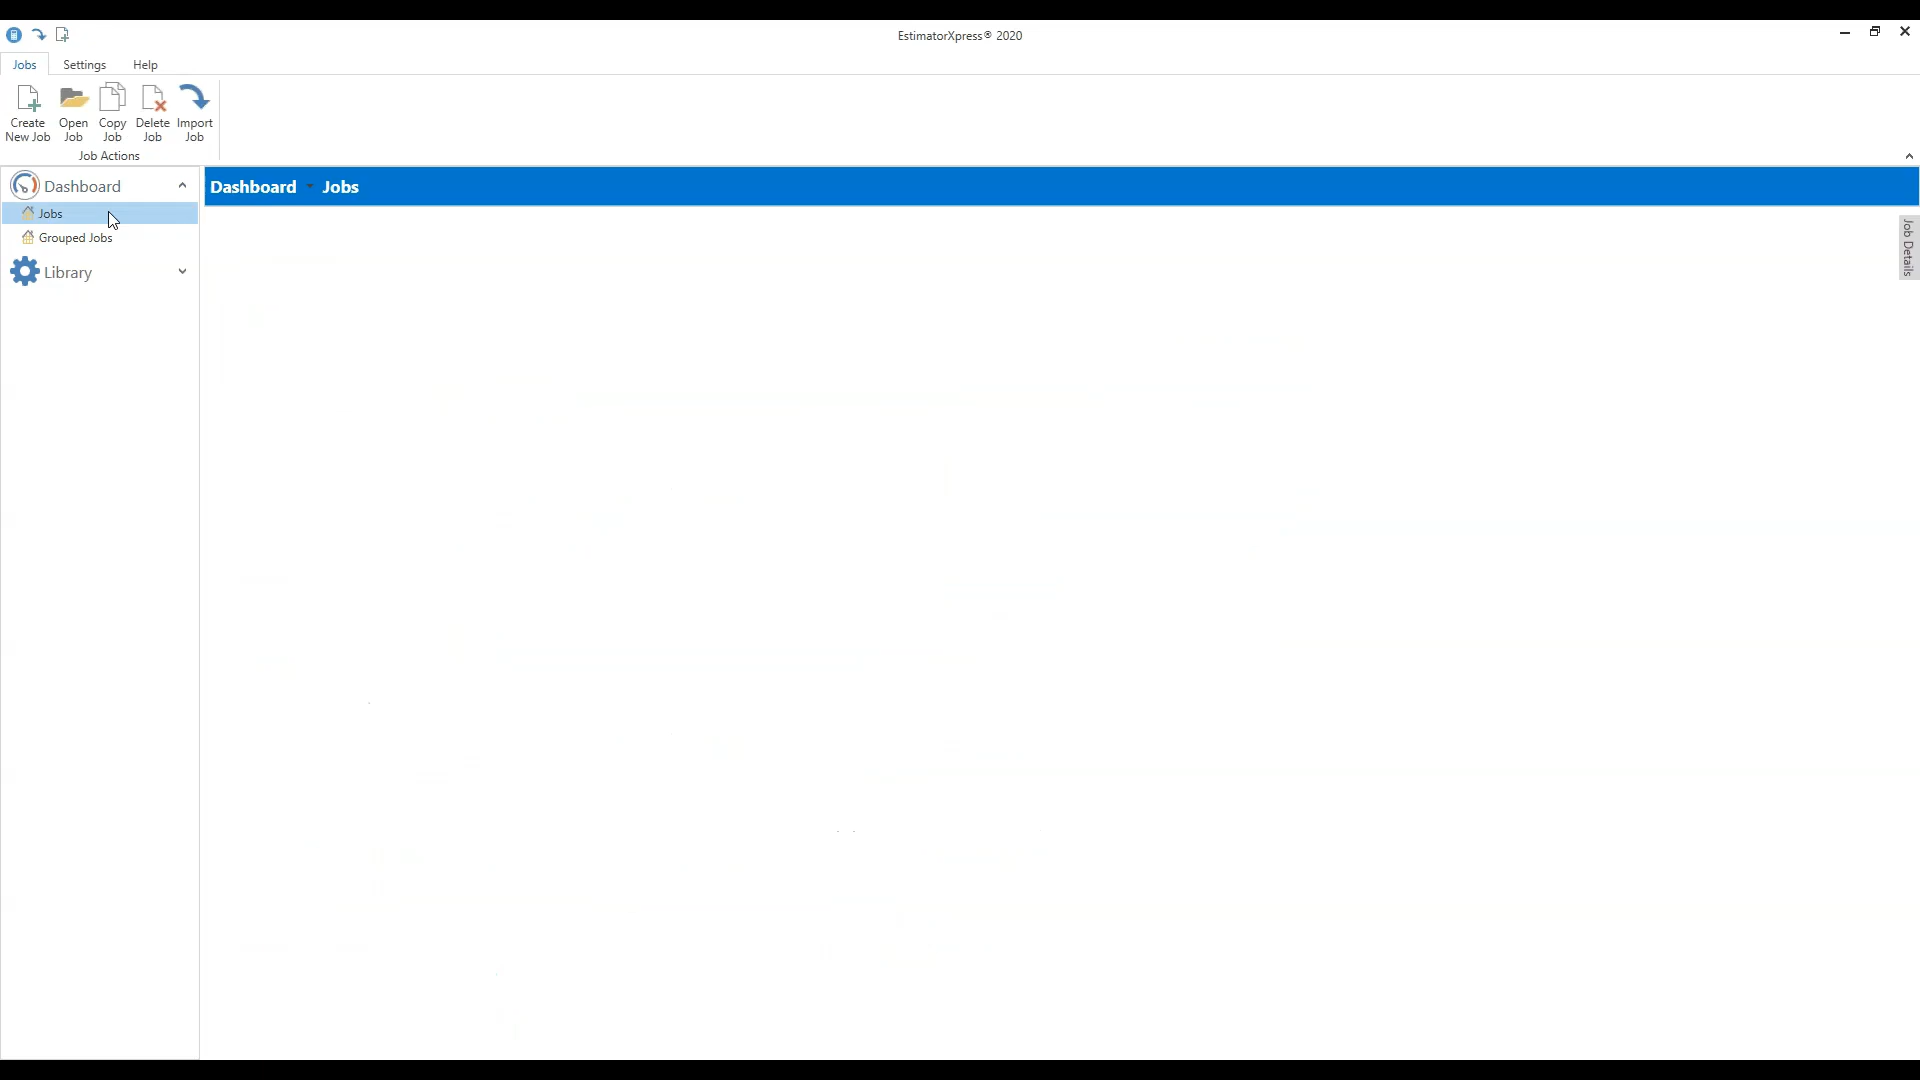 EstimatorXpress® 2020
Jobs Settings Help
Create New Job
Open Job
Copy Job
Delete Job
Import Job
Job Actions
Dashboard
Jobs
Grouped Jobs
Library
Dashboard Jobs
Job Details